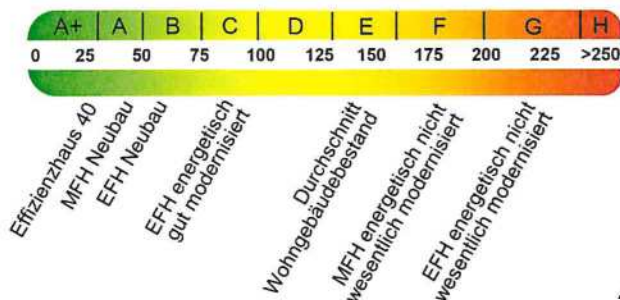 A+ A B C D E F G H
0 25 50 75 100 125 150 175 200 225 >250
Effizienzhaus 40
MFH Neubau
EFH Neubau
EFH energetisch
gut modernisiert
Durchschnitt
Wohngebäudebestand
MFH energetisch nicht
wesentlich modernisiert
EFH energetisch nicht
wesentlich modernisiert